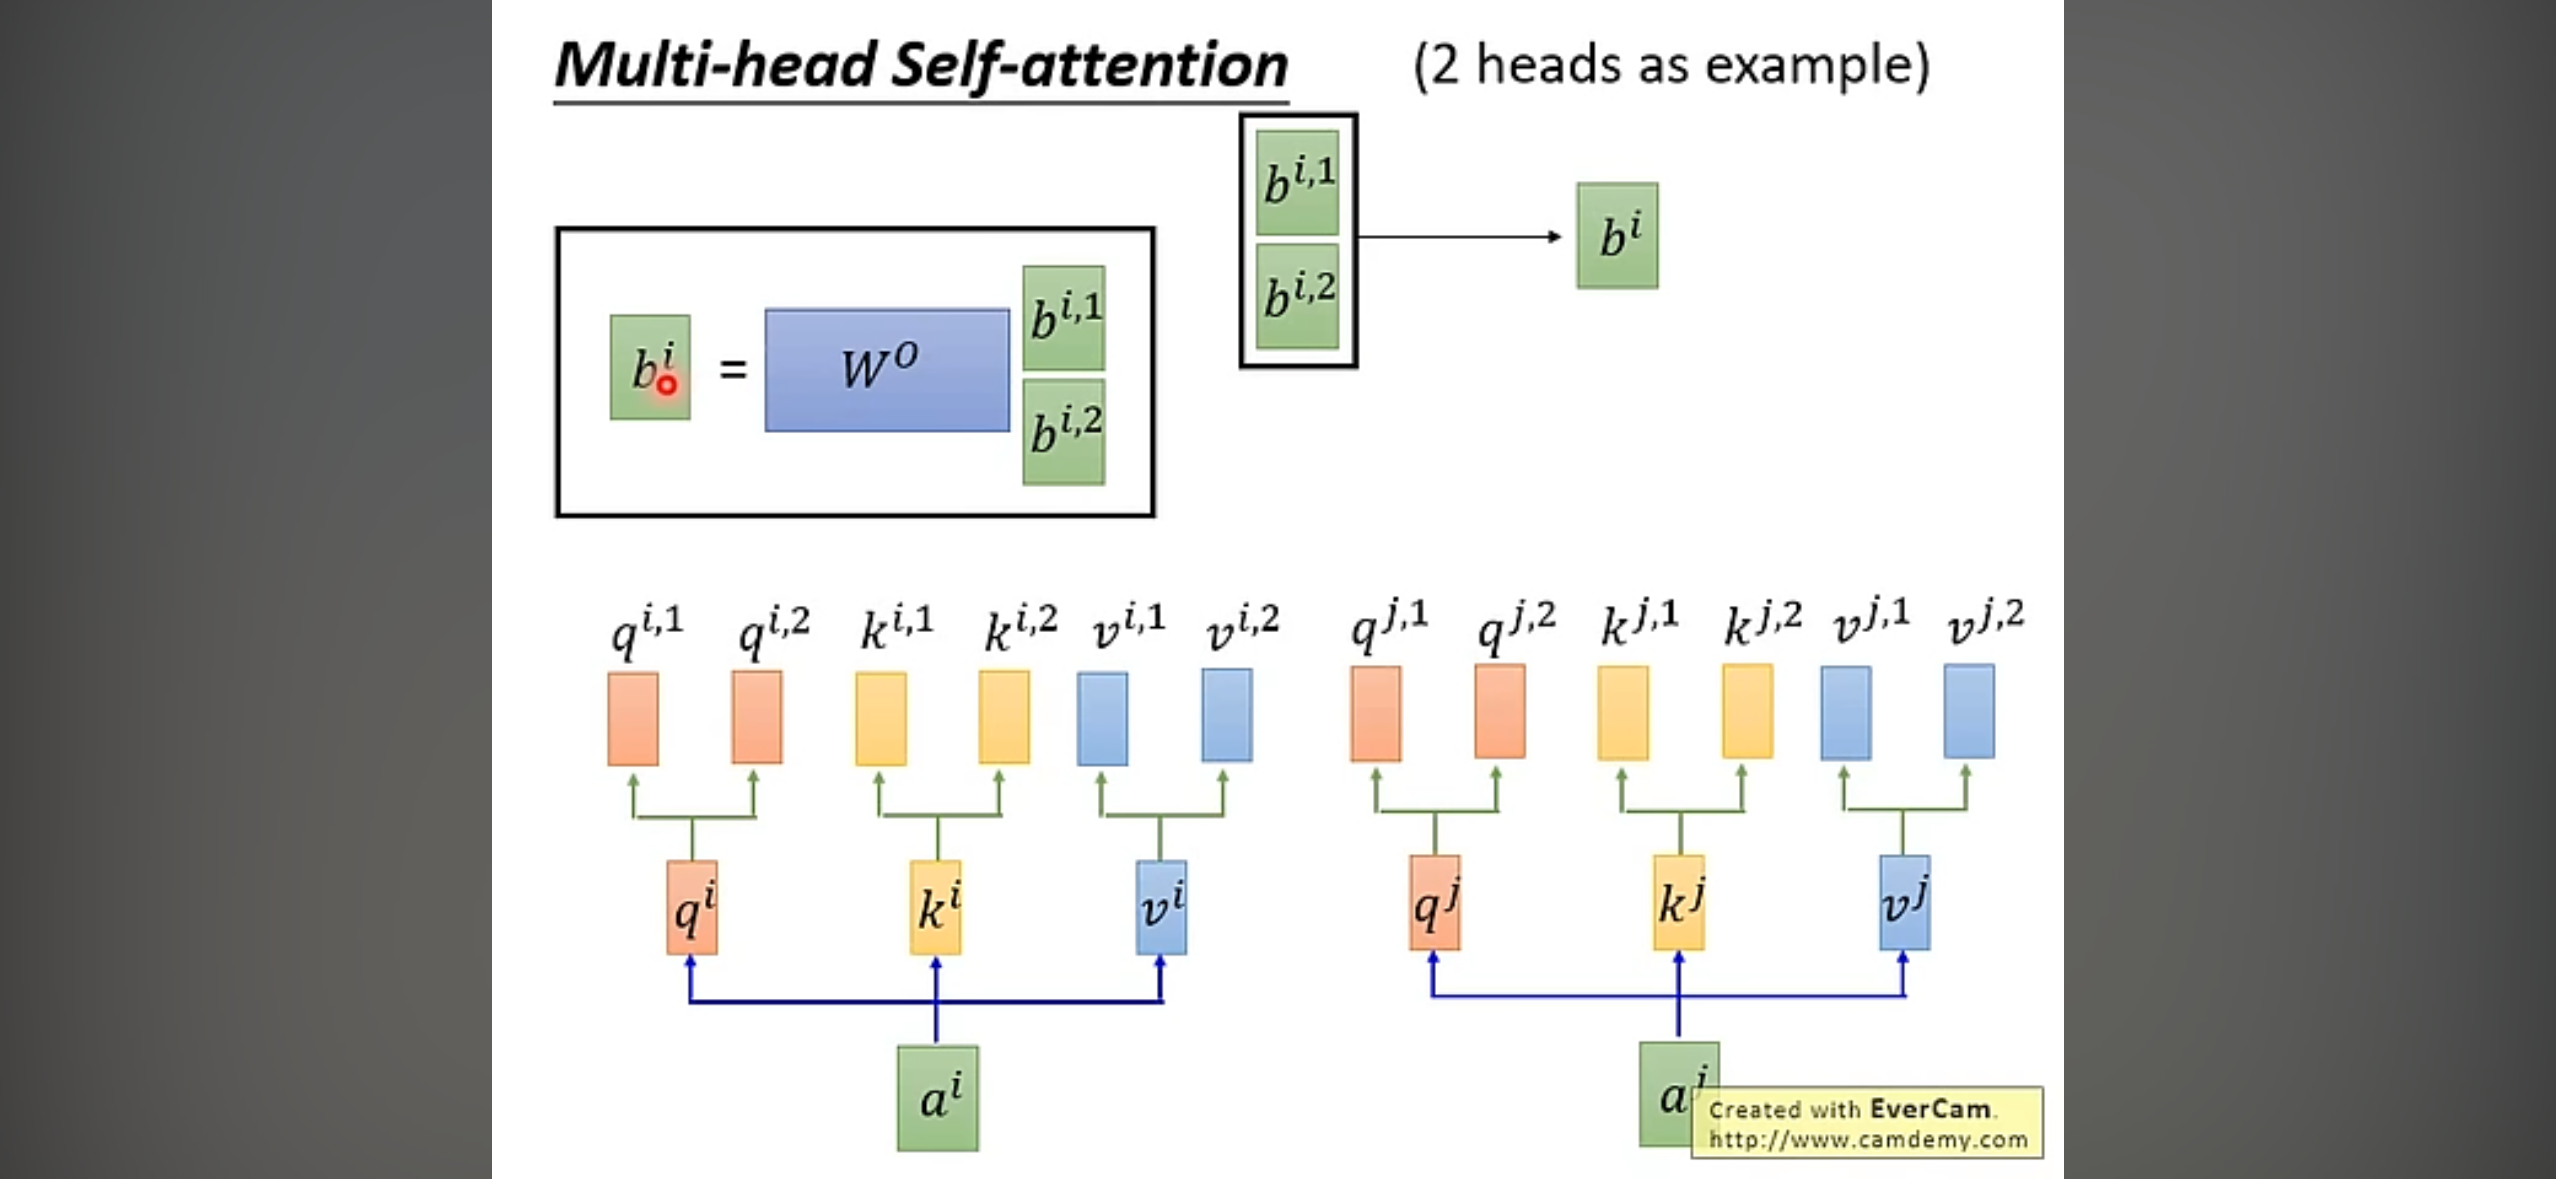 Multi-head Self-attention (2 heads as example)
b^{i,1}
b^{i,2}
b^i
b^i = W^O b^{i,1}
b^{i,2}
q^{i,1} q^{i,2} k^{i,1} k^{i,2} v^{i,1} v^{i,2} q^{j,1} q^{j,2} k^{j,1} k^{j,2} v^{j,1} v^{j,2}
q^i k^i v^i q^j k^j v^j
a^i a^j
Created with EverCam.
http://www.camdemy.com